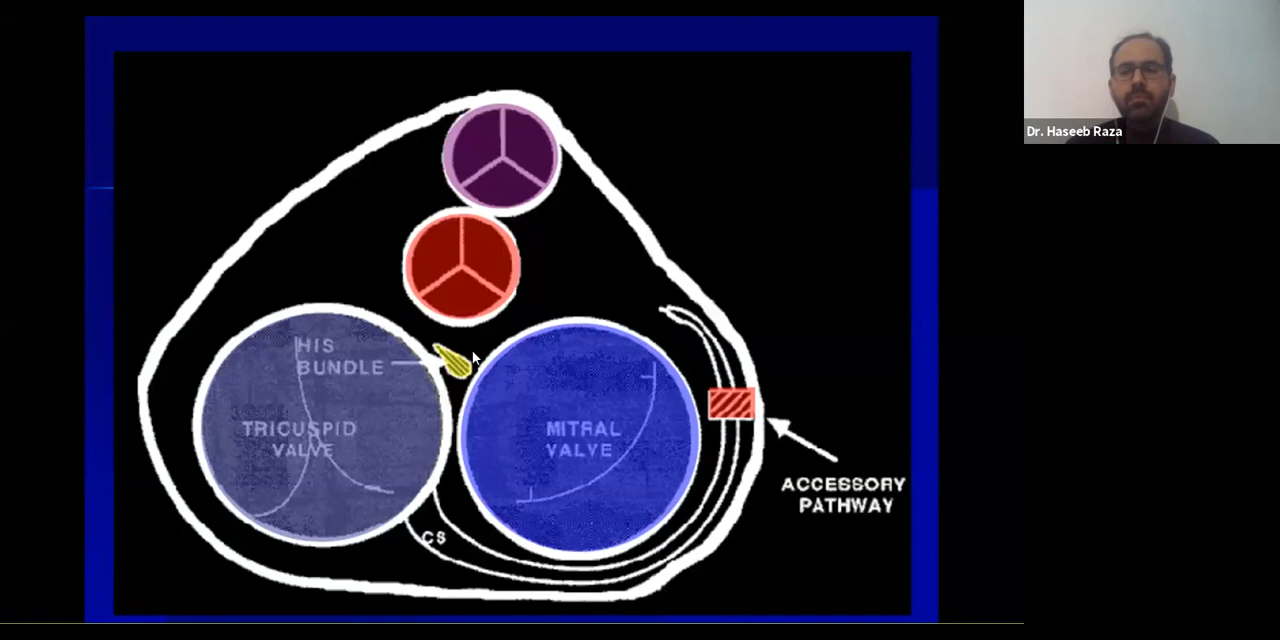 Dr. Haseeb Raza
HIS
BUNDLE
TRICUSPID
VALVE
MITRAL
VALVE
ACCESSORY
PATHWAY
CS